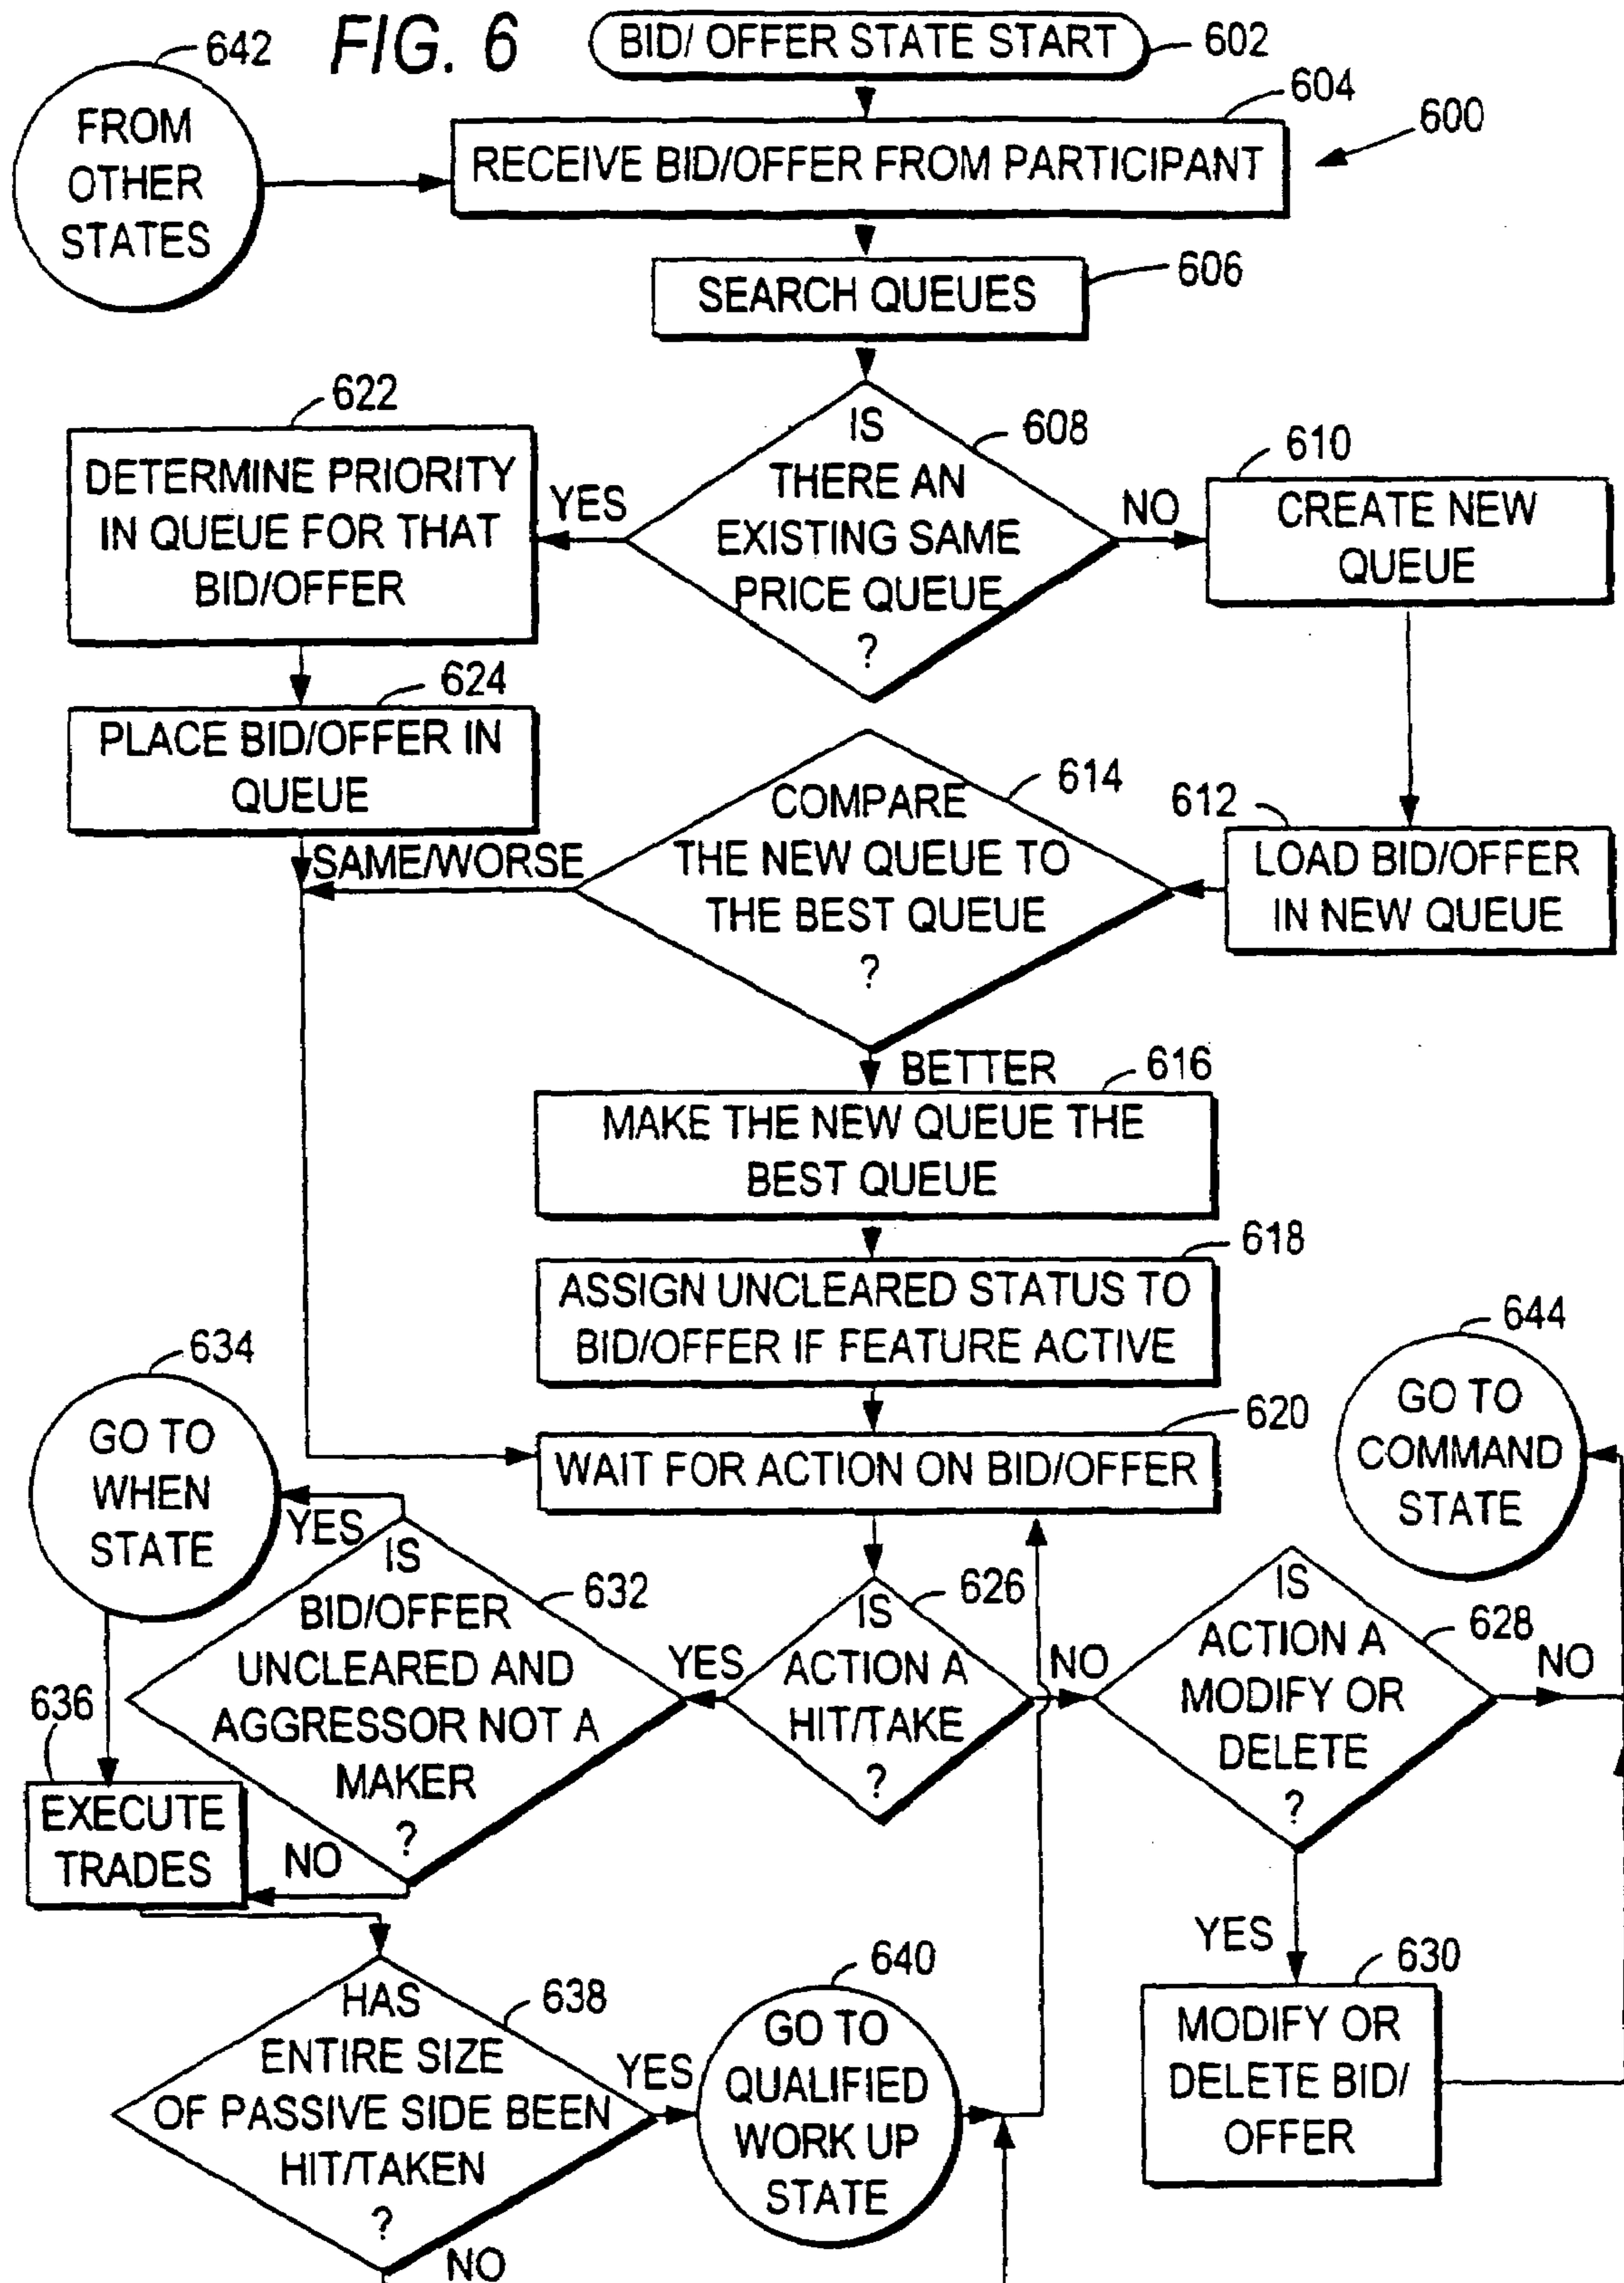 642
FIG. 6
BID/ OFFER STATE START
602
604
600
FROM
OTHER
STATES
RECEIVE BID/OFFER FROM PARTICIPANT
SEARCH QUEUES
606
622
DETERMINE PRIORITY
IN QUEUE FOR THAT
BID/OFFER
YES
IS
THERE AN
EXISTING SAME
PRICE QUEUE
?
608
NO
610
CREATE NEW
QUEUE
624
PLACE BID/OFFER IN
QUEUE
SAME/WORSE
COMPARE
THE NEW QUEUE TO
THE BEST QUEUE
?
614
612
LOAD BID/OFFER
IN NEW QUEUE
BETTER
616
MAKE THE NEW QUEUE THE
BEST QUEUE
618
ASSIGN UNCLEARED STATUS TO
BID/OFFER IF FEATURE ACTIVE
634
GO TO
WHEN
STATE
620
WAIT FOR ACTION ON BID/OFFER
644
GO TO
COMMAND
STATE
YES
IS
BID/OFFER
UNCLEARED AND
AGGRESSOR NOT A
MAKER
?
632
YES
IS
ACTION A
HIT/TAKE
?
626
NO
IS
ACTION A
MODIFY OR
DELETE
?
628
NO
636
EXECUTE
TRADES
NO
YES
630
MODIFY OR
DELETE BID/
OFFER
HAS
ENTIRE SIZE
OF PASSIVE SIDE BEEN
HIT/TAKEN
?
638
YES
640
GO TO
QUALIFIED
WORK UP
STATE
NO